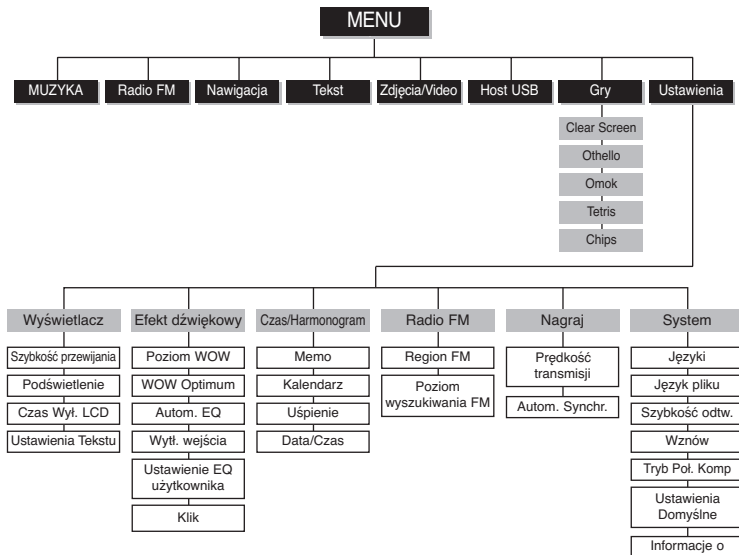 MENU
MUZYKA
Radio FM
Nawigacja
Tekst
Zdjęcia/Video
Host USB
Gry
Ustawienia
Clear Screen
Othello
Omok
Tetris
Chips
Wyświetlacz
Szybkość przewijania
Podświetlenie
Czas Wył. LCD
Ustawienia Tekstu
Efekt dźwiękowy
Poziom WOW
WOW Optimum
Autom. EQ
Wytł. wejścia
Ustawienie EQ
użytkownika
Klik
Czas/Harmonogram
Memo
Kalendarz
Uśpienie
Data/Czas
Radio FM
Region FM
Poziom
wyszukiwania FM
Nagraj
Prędkość
transmisji
Autom. Synchr.
System
Języki
Język pliku
Szybkość odtw.
Wznów
Tryb Poł. Komp
Ustawienia
Domyślne
Informacje o